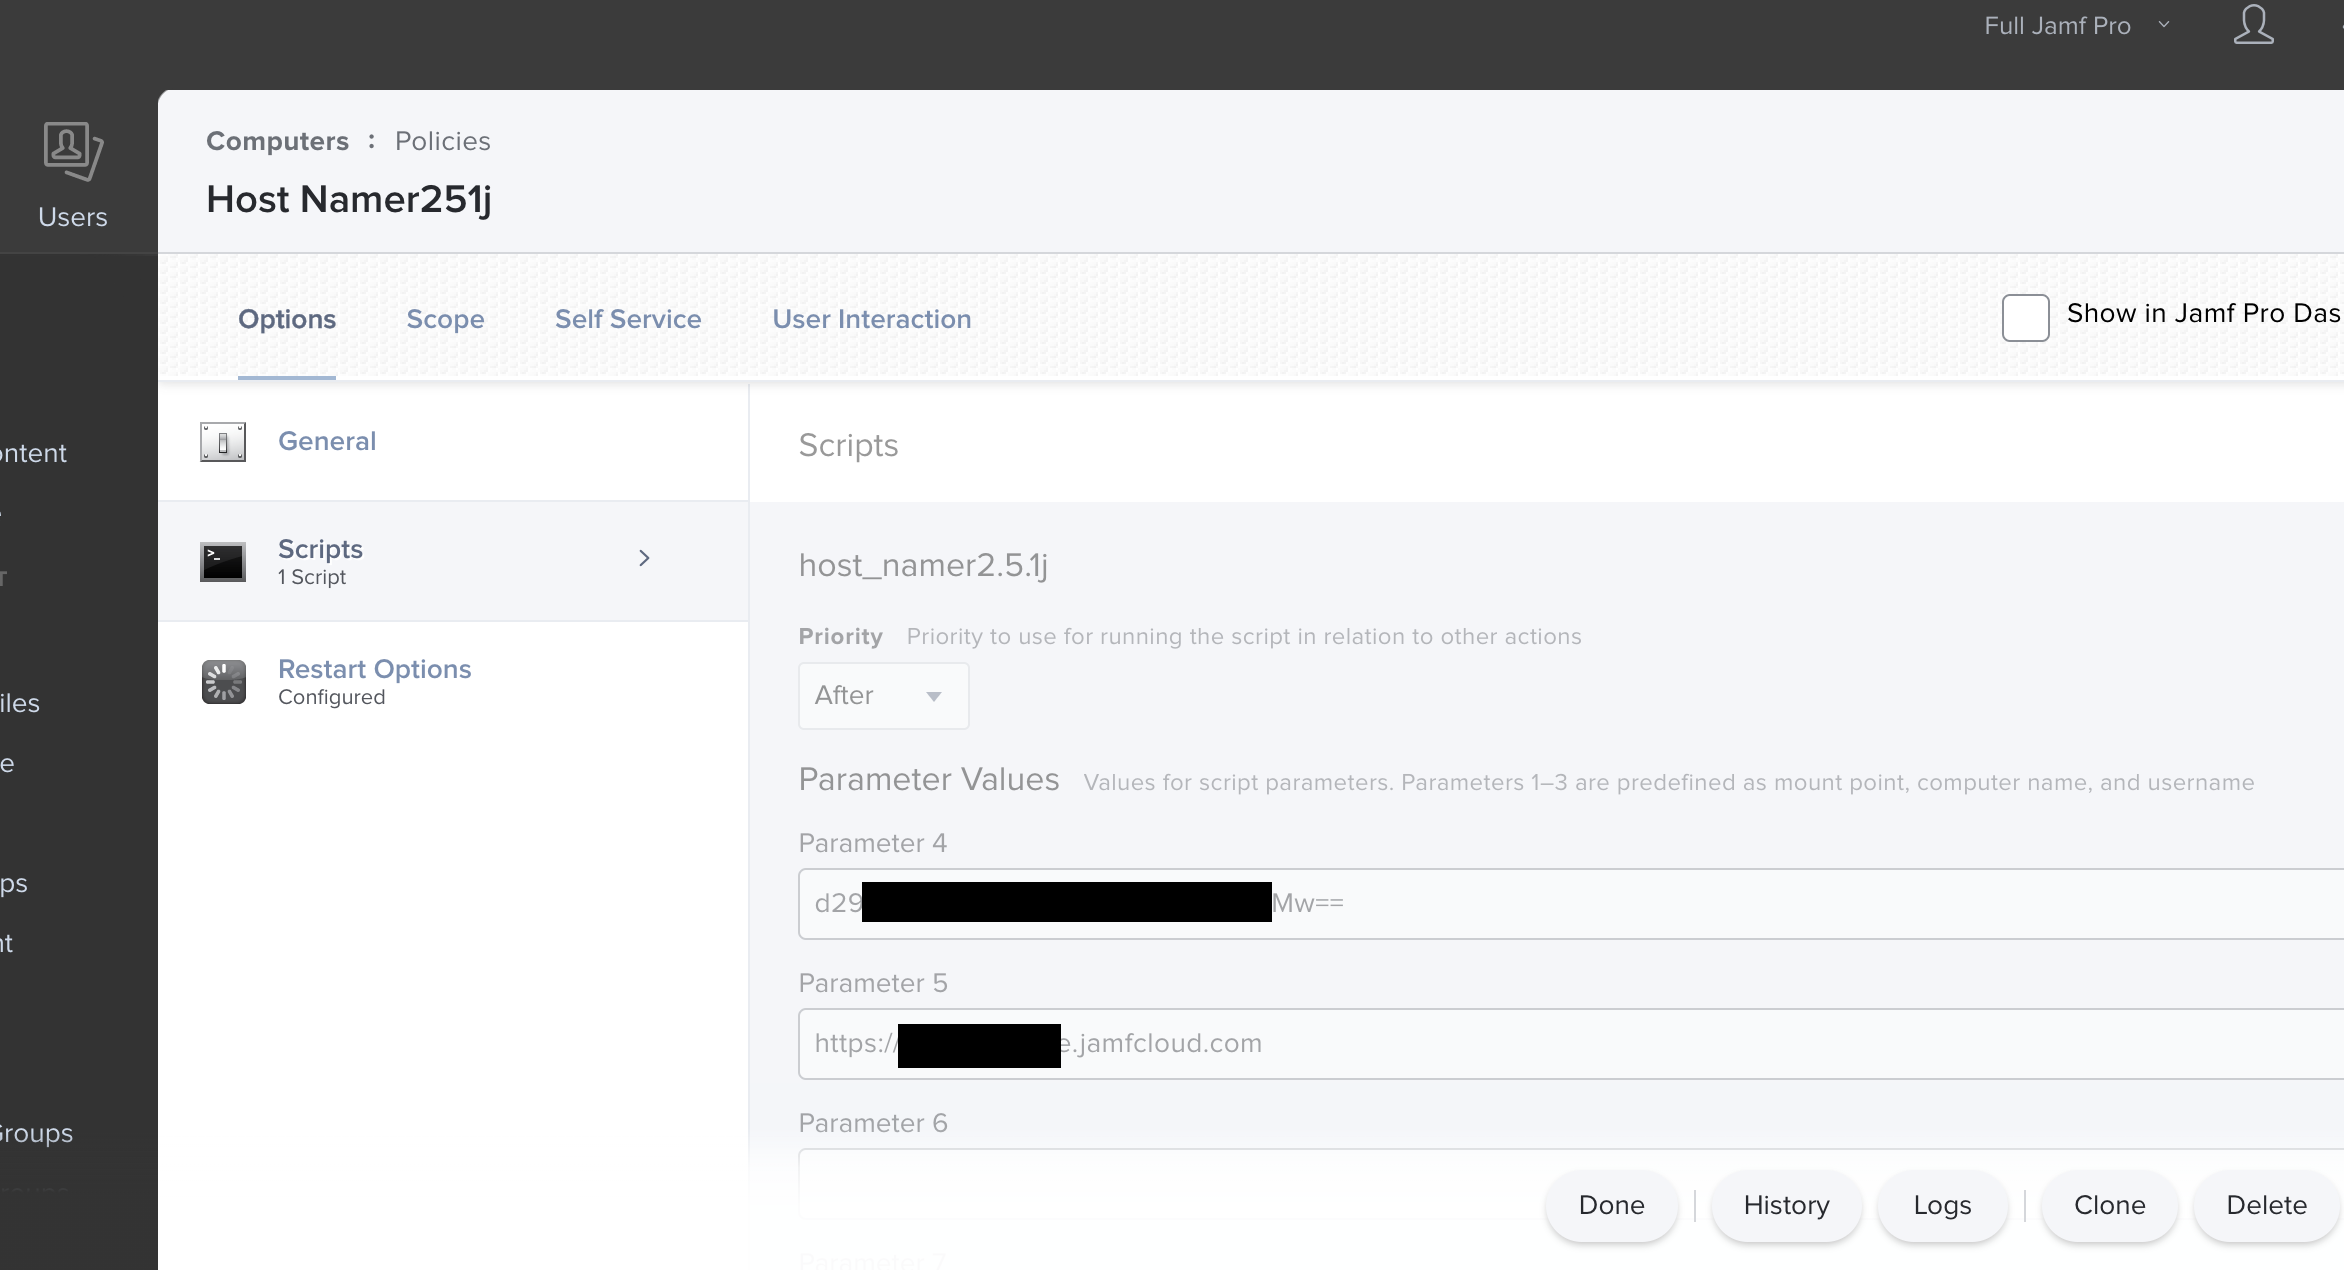 Full Jamf Pro
Users
Computers : Policies
Host Namer251j
Options
Scope
Self Service
User Interaction
Show in Jamf Pro Das
ontent
iles
e
ps
nt
Groups
General
Scripts
1 Script
Restart Options
Configured
Scripts
host_namer2.5.1j
Priority Priority to use for running the script in relation to other actions
After
Parameter Values Values for script parameters. Parameters 1–3 are predefined as mount point, computer name, and username
Parameter 4
d29 Mw==
Parameter 5
https:// e.jamfcloud.com
Parameter 6
Parameter 7
Done
History
Logs
Clone
Delete